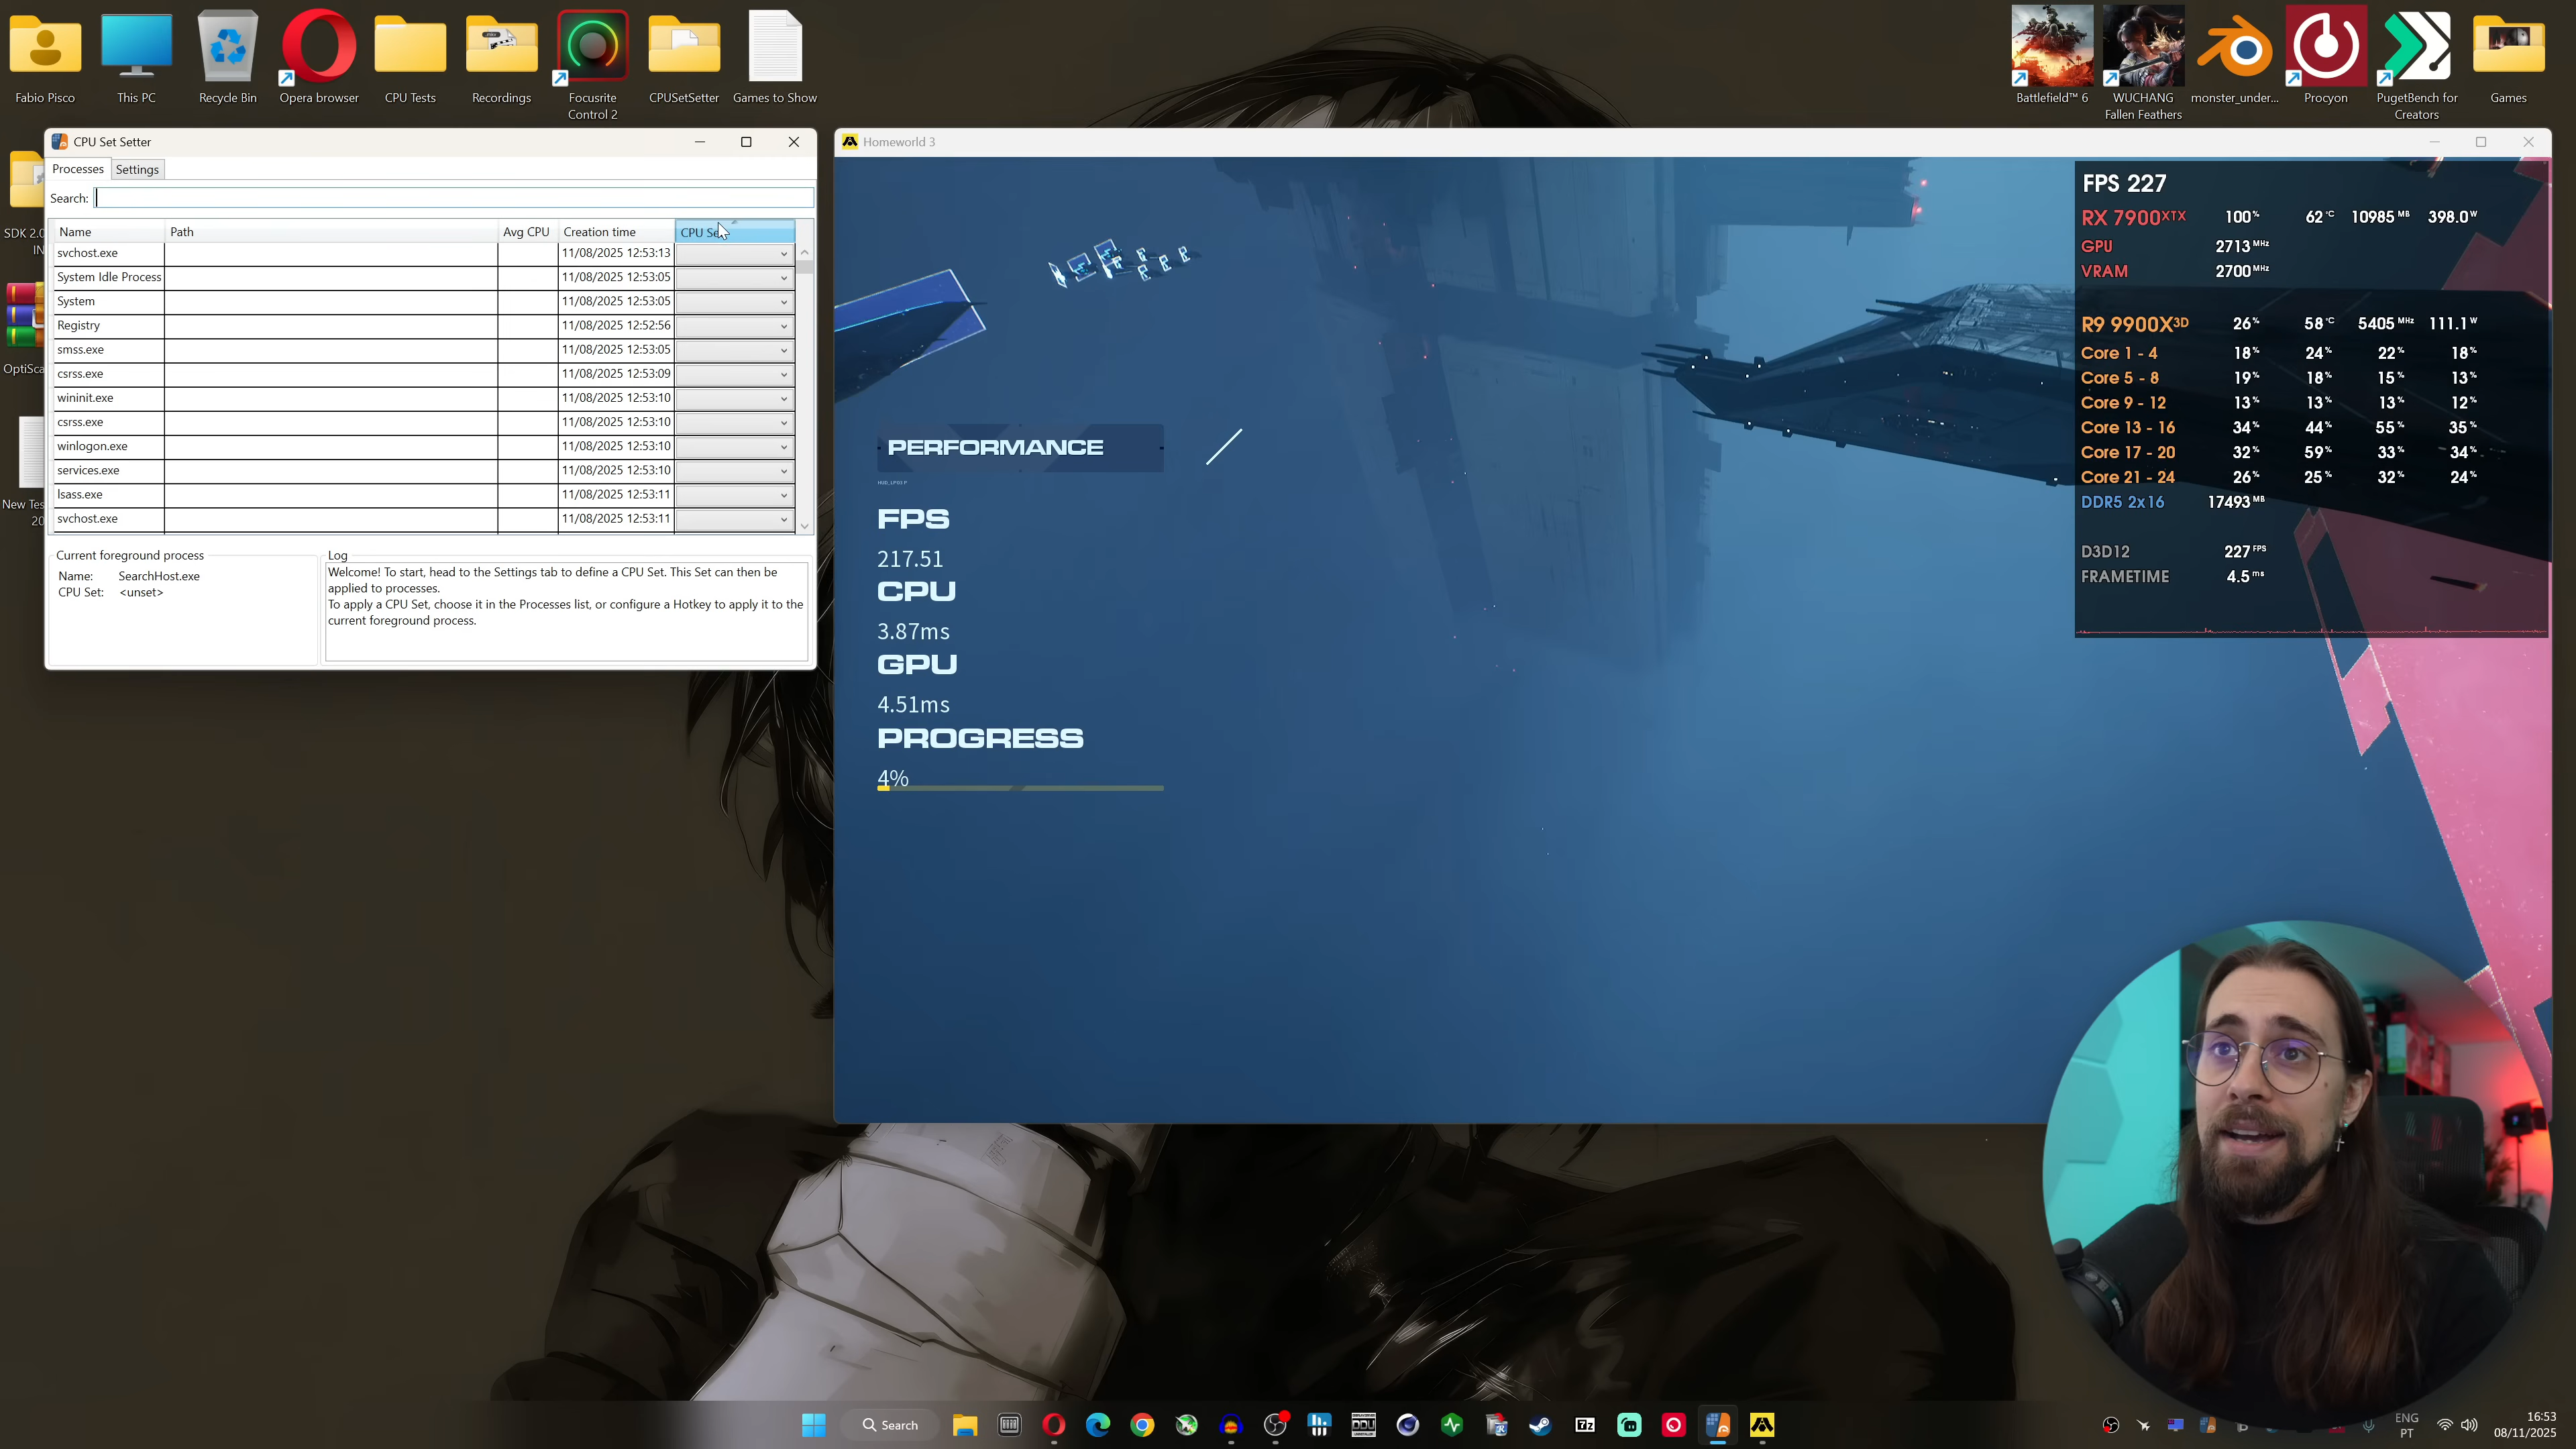 Fabio Pisco
This PC
Recycle Bin
Opera browser
CPU Tests
Recordings
Focusrite
Control 2
CPUSetSetter
Games to Show
Battlefield™ 6
WUCHANG
Fallen Feathers
monster_under...
Procyon
PugetBench for
Creators
Games
SDK 2.0
IN
OptiSca
New Tes
20
CPU Set Setter
Processes
Settings
Search:
Name Path Avg CPU Creation time CPU Se
svchost.exe 11/08/2025 12:53:13
System Idle Process 11/08/2025 12:53:05
System 11/08/2025 12:53:05
Registry 11/08/2025 12:52:56
smss.exe 11/08/2025 12:53:05
csrss.exe 11/08/2025 12:53:09
wininit.exe 11/08/2025 12:53:10
csrss.exe 11/08/2025 12:53:10
winlogon.exe 11/08/2025 12:53:10
services.exe 11/08/2025 12:53:10
lsass.exe 11/08/2025 12:53:11
svchost.exe 11/08/2025 12:53:11
Current foreground process
Name: SearchHost.exe
CPU Set: <unset>
Log
Welcome! To start, head to the Settings tab to define a CPU Set. This Set can then be
applied to processes.
To apply a CPU Set, choose it in the Processes list, or configure a Hotkey to apply it to the
current foreground process.
Homeworld 3
PERFORMANCE
FPS
217.51
CPU
3.87ms
GPU
4.51ms
PROGRESS
4%
FPS 227
RX 7900XTX 100% 62°C 10985MB 398.0W
GPU 2713MHz
VRAM 2700MHz
R9 9900X3D 26% 58°C 5405MHz 111.1W
Core 1 - 4 18% 24% 22% 18%
Core 5 - 8 19% 18% 15% 13%
Core 9 - 12 13% 13% 13% 12%
Core 13 - 16 34% 44% 55% 35%
Core 17 - 20 32% 59% 33% 34%
Core 21 - 24 26% 25% 32% 24%
DDR5 2x16 17493MB
D3D12 227FPS
FRAMETIME 4.5ms
Search
DDU
7z
ENG
PT
16:53
08/11/2025